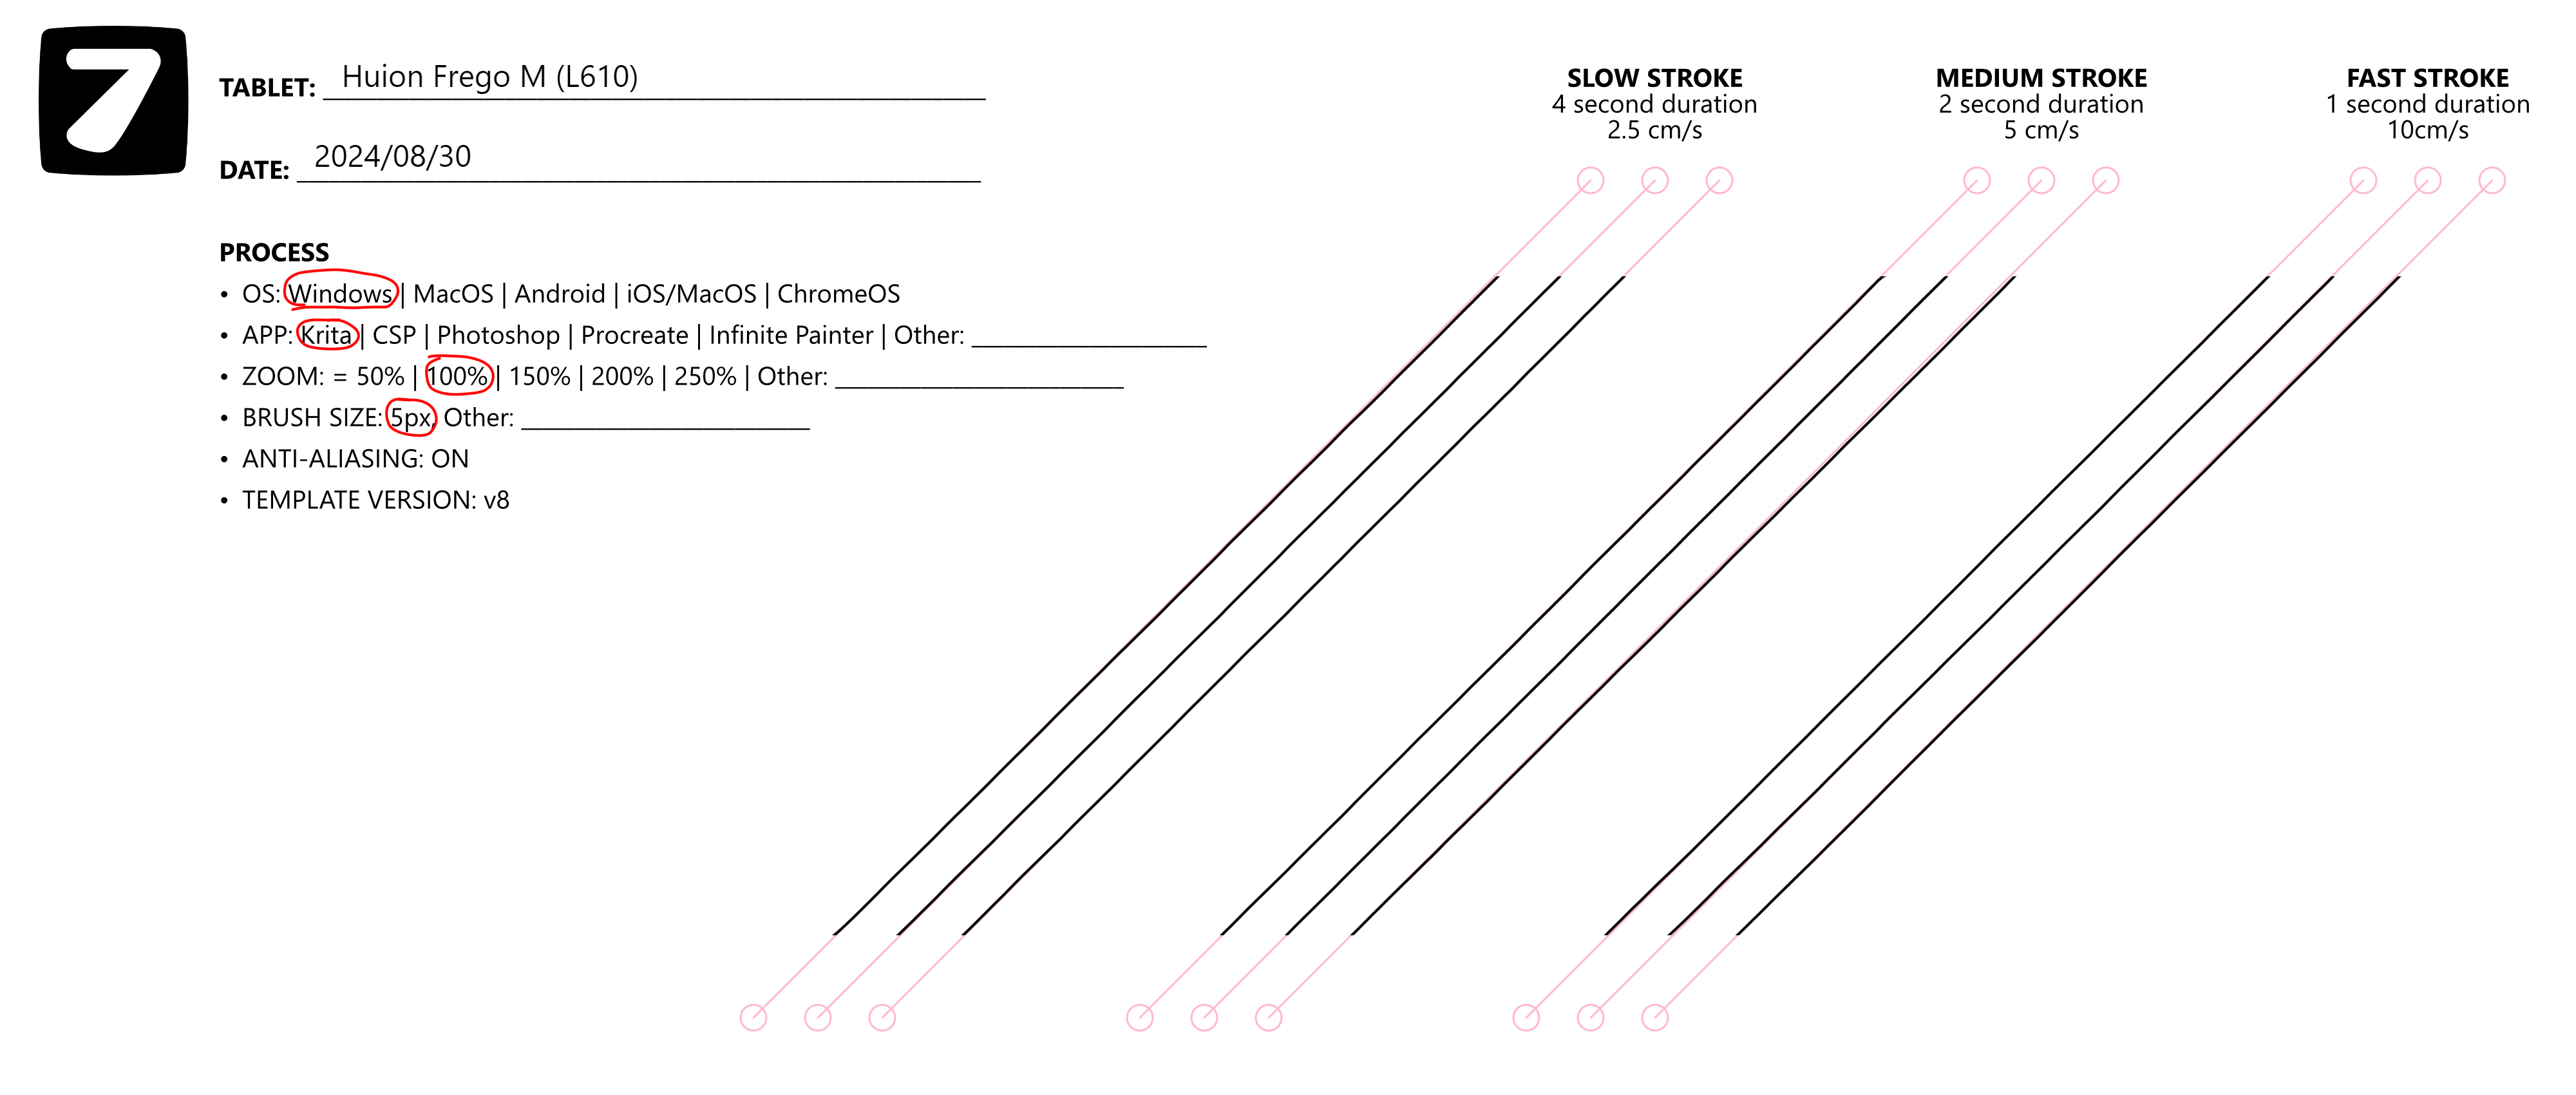 7
TABLET: Huion Frego M (L610)
DATE: 2024/08/30
PROCESS
• OS: Windows | MacOS | Android | iOS/MacOS | ChromeOS
• APP: Krita | CSP | Photoshop | Procreate | Infinite Painter | Other: ____________________
• ZOOM: = 50% | 100% | 150% | 200% | 250% | Other: ____________________
• BRUSH SIZE: 5px, Other: ____________________
• ANTI-ALIASING: ON
• TEMPLATE VERSION: v8
SLOW STROKE
4 second duration
2.5 cm/s
MEDIUM STROKE
2 second duration
5 cm/s
FAST STROKE
1 second duration
10cm/s